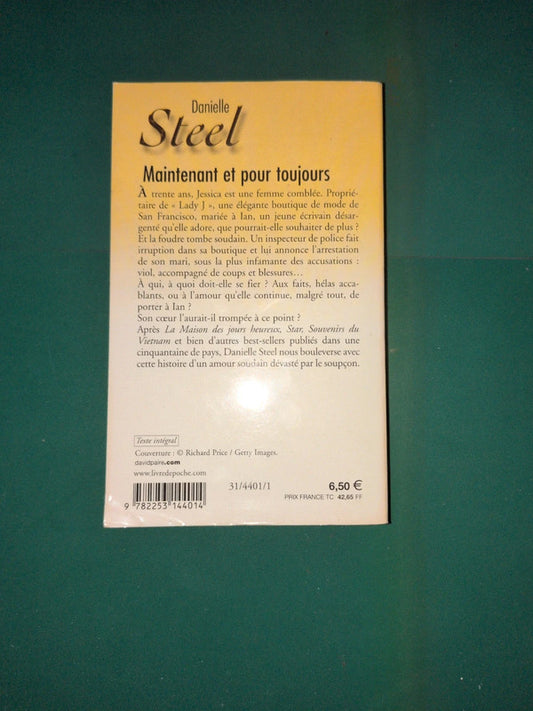 Danielle
Steel
Maintenant et pour toujours
À trente ans, Jessica est une femme comblée. Proprié-
taire de « Lady J », une élégante boutique de mode de
San Francisco, mariée à Ian, un jeune écrivain désar-
genté qu'elle adore, que pourrait-elle souhaiter de plus ?
Et la foudre tombe soudain. Un inspecteur de police fait
irruption dans sa boutique et lui annonce l'arrestation
de son mari, sous la plus infamante des accusations :
viol, accompagné de coups et blessures…
À qui, à quoi doit-elle se fier ? Aux faits, hélas acca-
blants, ou à l'amour qu'elle continue, malgré tout, de
porter à Ian ?
Son cœur l'aurait-il trompée à ce point ?
Après La Maison des jours heureux, Star, Souvenirs du
Vietnam et bien d'autres best-sellers publiés dans une
cinquantaine de pays, Danielle Steel nous bouleverse avec
cette histoire d'un amour soudain dévasté par le soupçon.
Texte intégral
Couverture : © Richard Price / Getty Images.
davidpaire.com
www.livredepoche.com
31/4401/1
6,50 €
PRIX FRANCE TC 42,65 FF
9 782253 144014